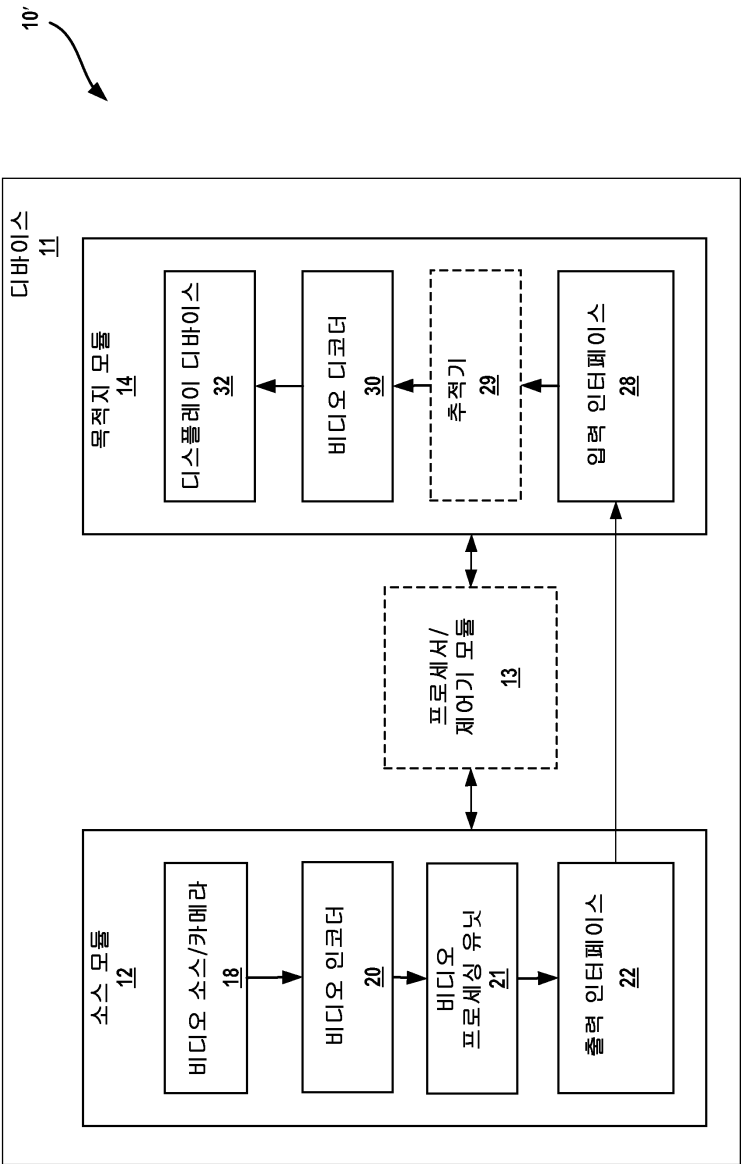 10′
디바이스
11
소스 모듈
12
비디오 소스/카메라
18
비디오 인코더
20
비디오
프로세싱 유닛
21
출력 인터페이스
22
프로세서/
제어기 모듈
13
목적지 모듈
14
디스플레이 디바이스
32
비디오 디코더
30
추적기
29
입력 인터페이스
28